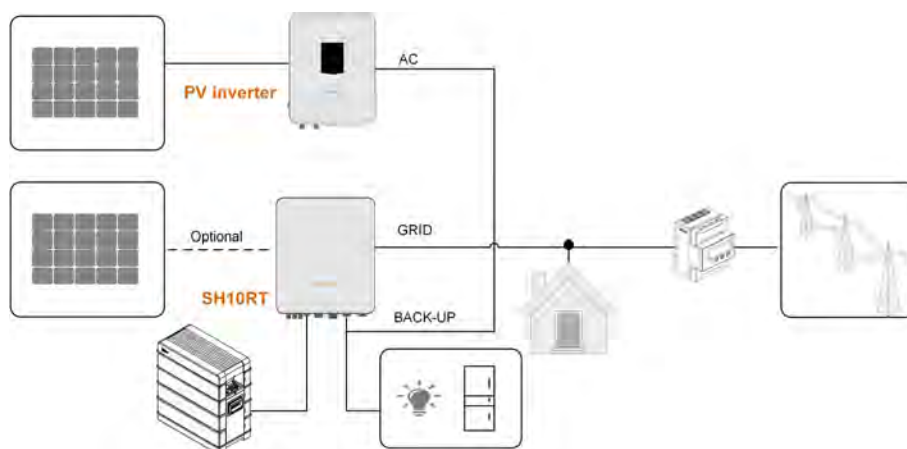 AC
PV inverter
Optional
GRID
SH10RT
BACK-UP